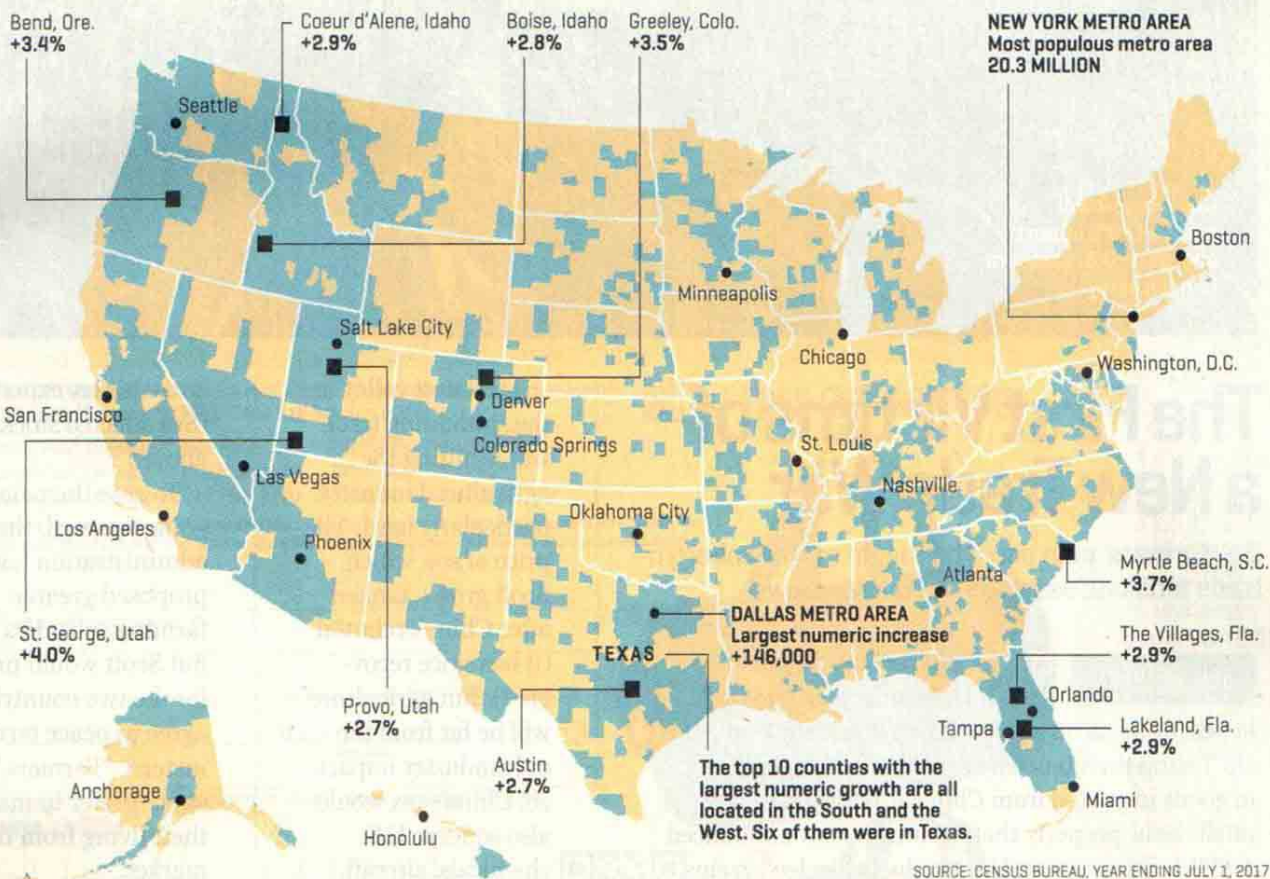 Bend, Ore.
+3.4%
Coeur d'Alene, Idaho
+2.9%
Boise, Idaho
+2.8%
Greeley, Colo.
+3.5%
NEW YORK METRO AREA
Most populous metro area
20.3 MILLION
Seattle
Boston
Minneapolis
Salt Lake City
Chicago
Washington, D.C.
San Francisco
Denver
Colorado Springs
St. Louis
Las Vegas
Nashville
Oklahoma City
Los Angeles
Phoenix
Atlanta
Myrtle Beach, S.C.
+3.7%
St. George, Utah
+4.0%
DALLAS METRO AREA
Largest numeric increase
+146,000
TEXAS
The Villages, Fla.
+2.9%
Provo, Utah
+2.7%
Orlando
Tampa
Lakeland, Fla.
+2.9%
Austin
+2.7%
Anchorage
Honolulu
Miami
The top 10 counties with the
largest numeric growth are all
located in the South and the
West. Six of them were in Texas.
SOURCE: CENSUS BUREAU, YEAR ENDING JULY 1, 2017